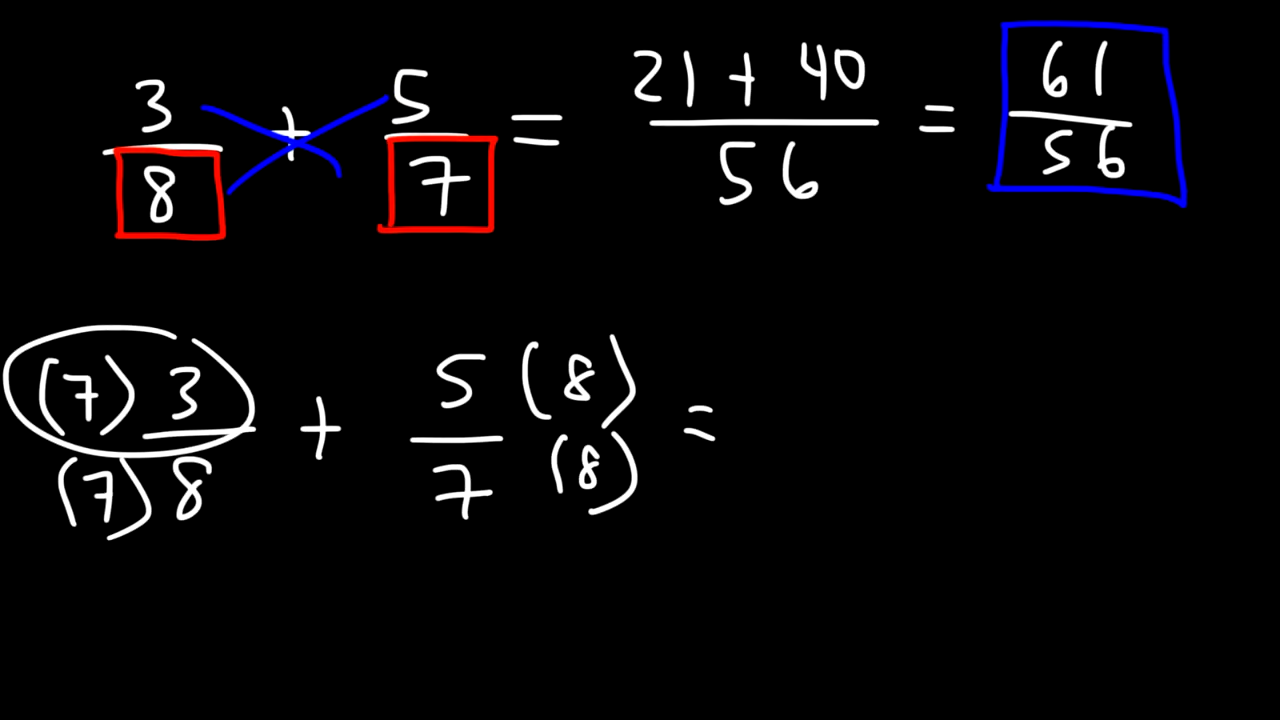 3/8 + 5/7 = (21 + 40)/56 = 61/56
(7)3/(7)8 + 5(8)/7(8) =